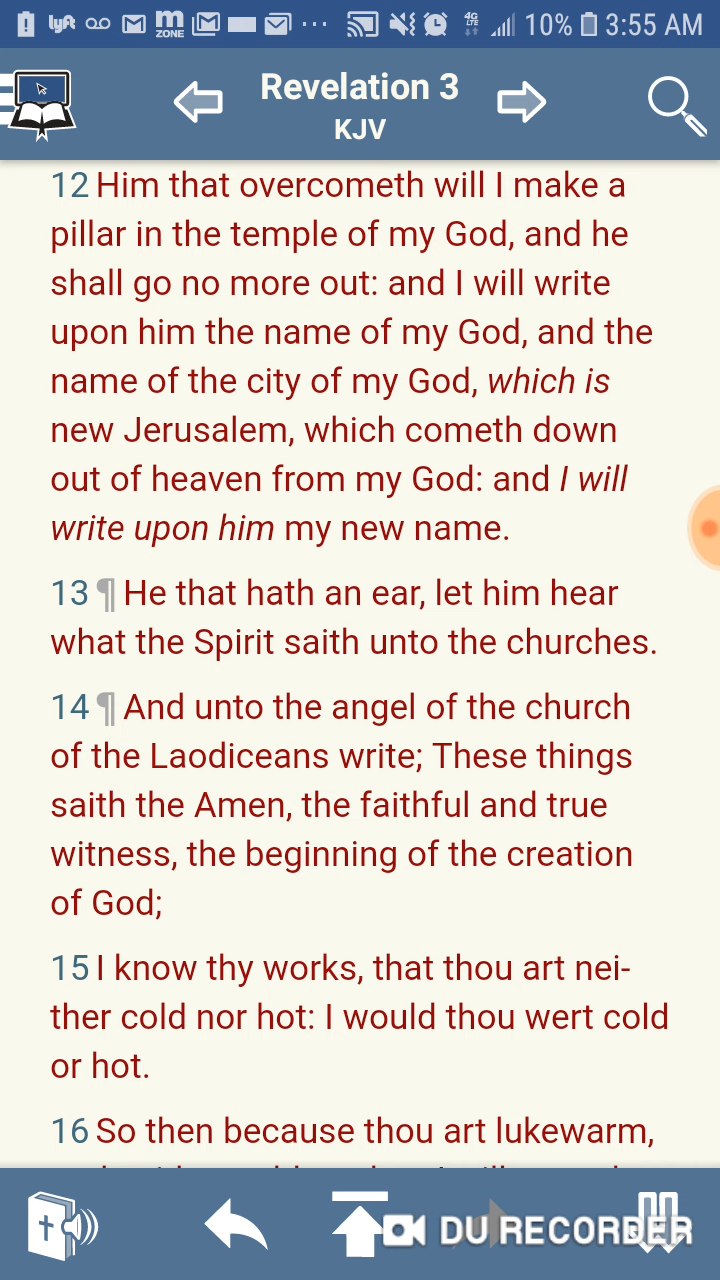 lyft M ZONE 4G LTE 10% 3:55 AM
Revelation 3
KJV
12 Him that overcometh will I make a
pillar in the temple of my God, and he
shall go no more out: and I will write
upon him the name of my God, and the
name of the city of my God, which is
new Jerusalem, which cometh down
out of heaven from my God: and I will
write upon him my new name.
13 ¶ He that hath an ear, let him hear
what the Spirit saith unto the churches.
14 ¶ And unto the angel of the church
of the Laodiceans write; These things
saith the Amen, the faithful and true
witness, the beginning of the creation
of God;
15 I know thy works, that thou art nei-
ther cold nor hot: I would thou wert cold
or hot.
16 So then because thou art lukewarm,
DU RECORDER